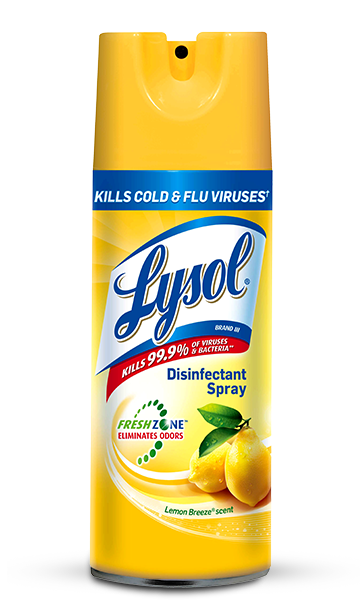 KILLS COLD & FLU VIRUSES†
Lysol®
BRAND III
KILLS 99.9% OF VIRUSES
& BACTERIA**
Disinfectant
Spray
FRESHZONE™
ELIMINATES ODORS
Lemon Breeze® scent